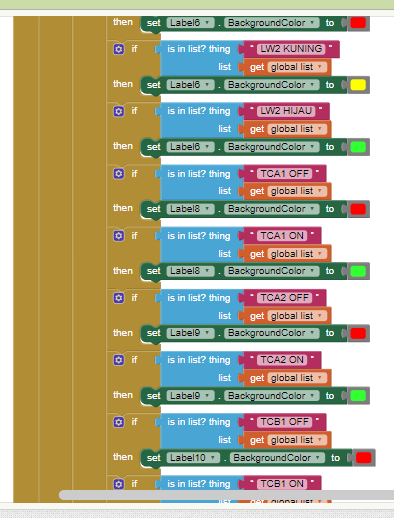 then set Label6 . BackgroundColor to
if is in list? thing " LW2 KUNING "
list get global list
then set Label6 . BackgroundColor to
if is in list? thing " LW2 HIJAU "
list get global list
then set Label6 . BackgroundColor to
if is in list? thing " TCA1 OFF "
list get global list
then set Label8 . BackgroundColor to
if is in list? thing " TCA1 ON "
list get global list
then set Label8 . BackgroundColor to
if is in list? thing " TCA2 OFF "
list get global list
then set Label9 . BackgroundColor to
if is in list? thing " TCA2 ON "
list get global list
then set Label9 . BackgroundColor to
if is in list? thing " TCB1 OFF "
list get global list
then set Label10 . BackgroundColor to
if is in list? thing " TCB1 ON "
list get global list